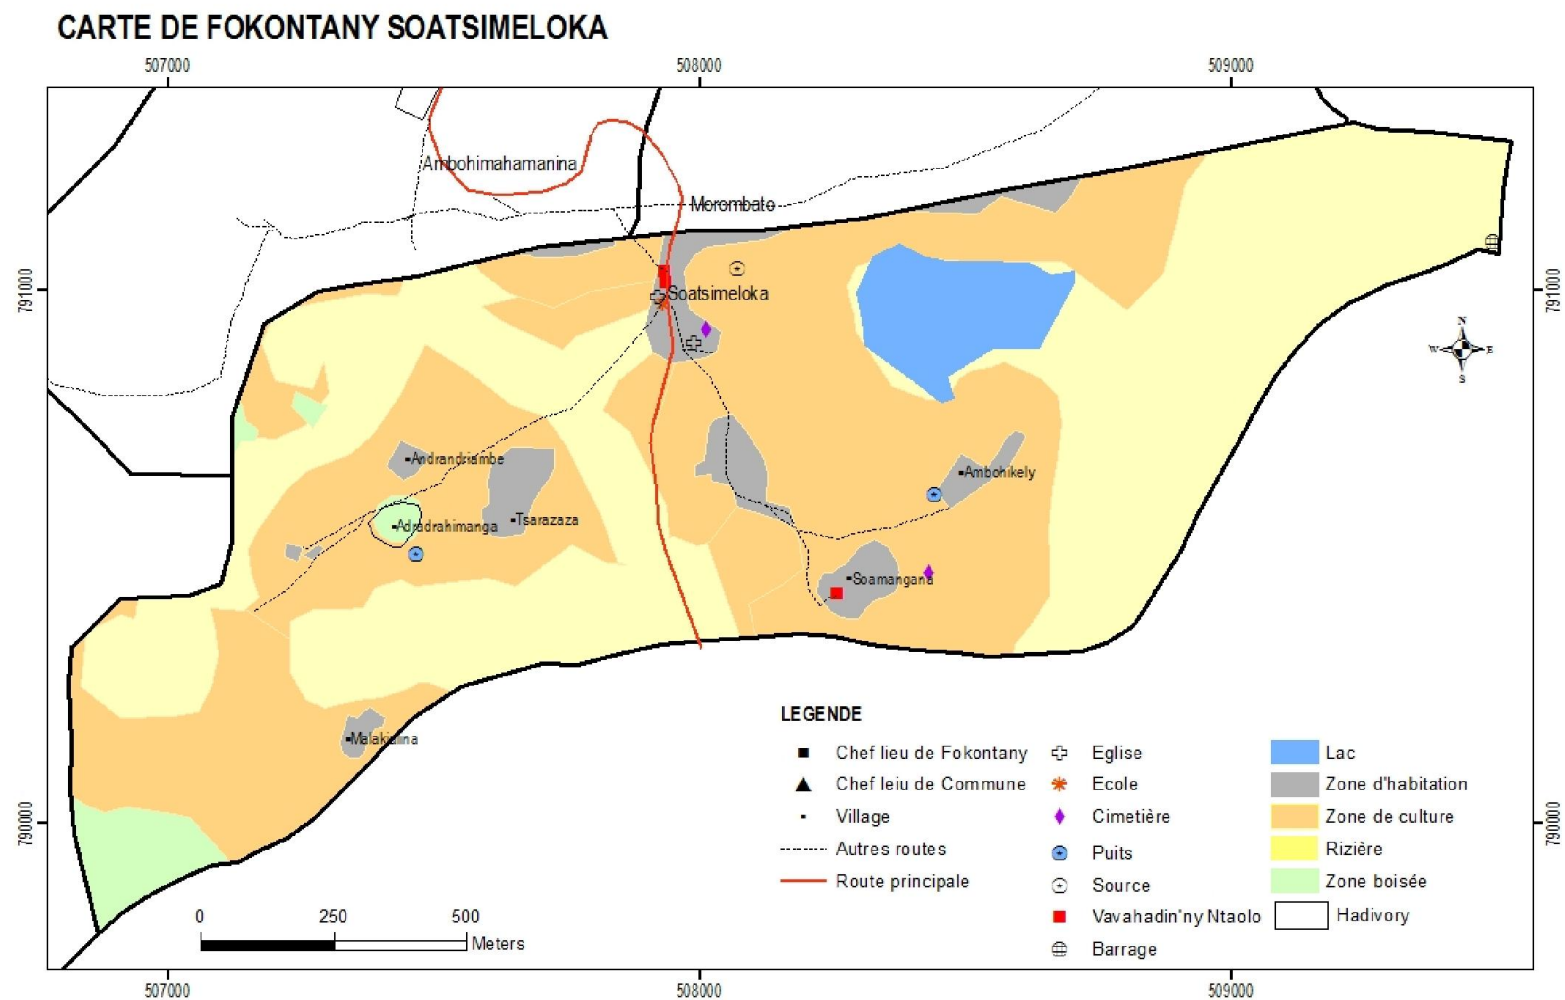 CARTE DE FOKONTANY SOATSIMELOKA
507000 508000 509000
Ambohimahamanina
Morombato
791000 791000
Soatsimeloka
N
W E
S
Andrandriambe
Ambohikely
Tsarazaza
Adradrahimanga
Soamangana
Malakialina
LEGENDE
Chef lieu de Fokontany
Chef leiu de Commune
Village
Autres routes
Route principale
Eglise
Ecole
Cimetière
Puits
Source
Vavahadin'ny Ntaolo
Barrage
Lac
Zone d'habitation
Zone de culture
Rizière
Zone boisée
Hadivory
790000 790000
0 250 500
Meters
507000 508000 509000